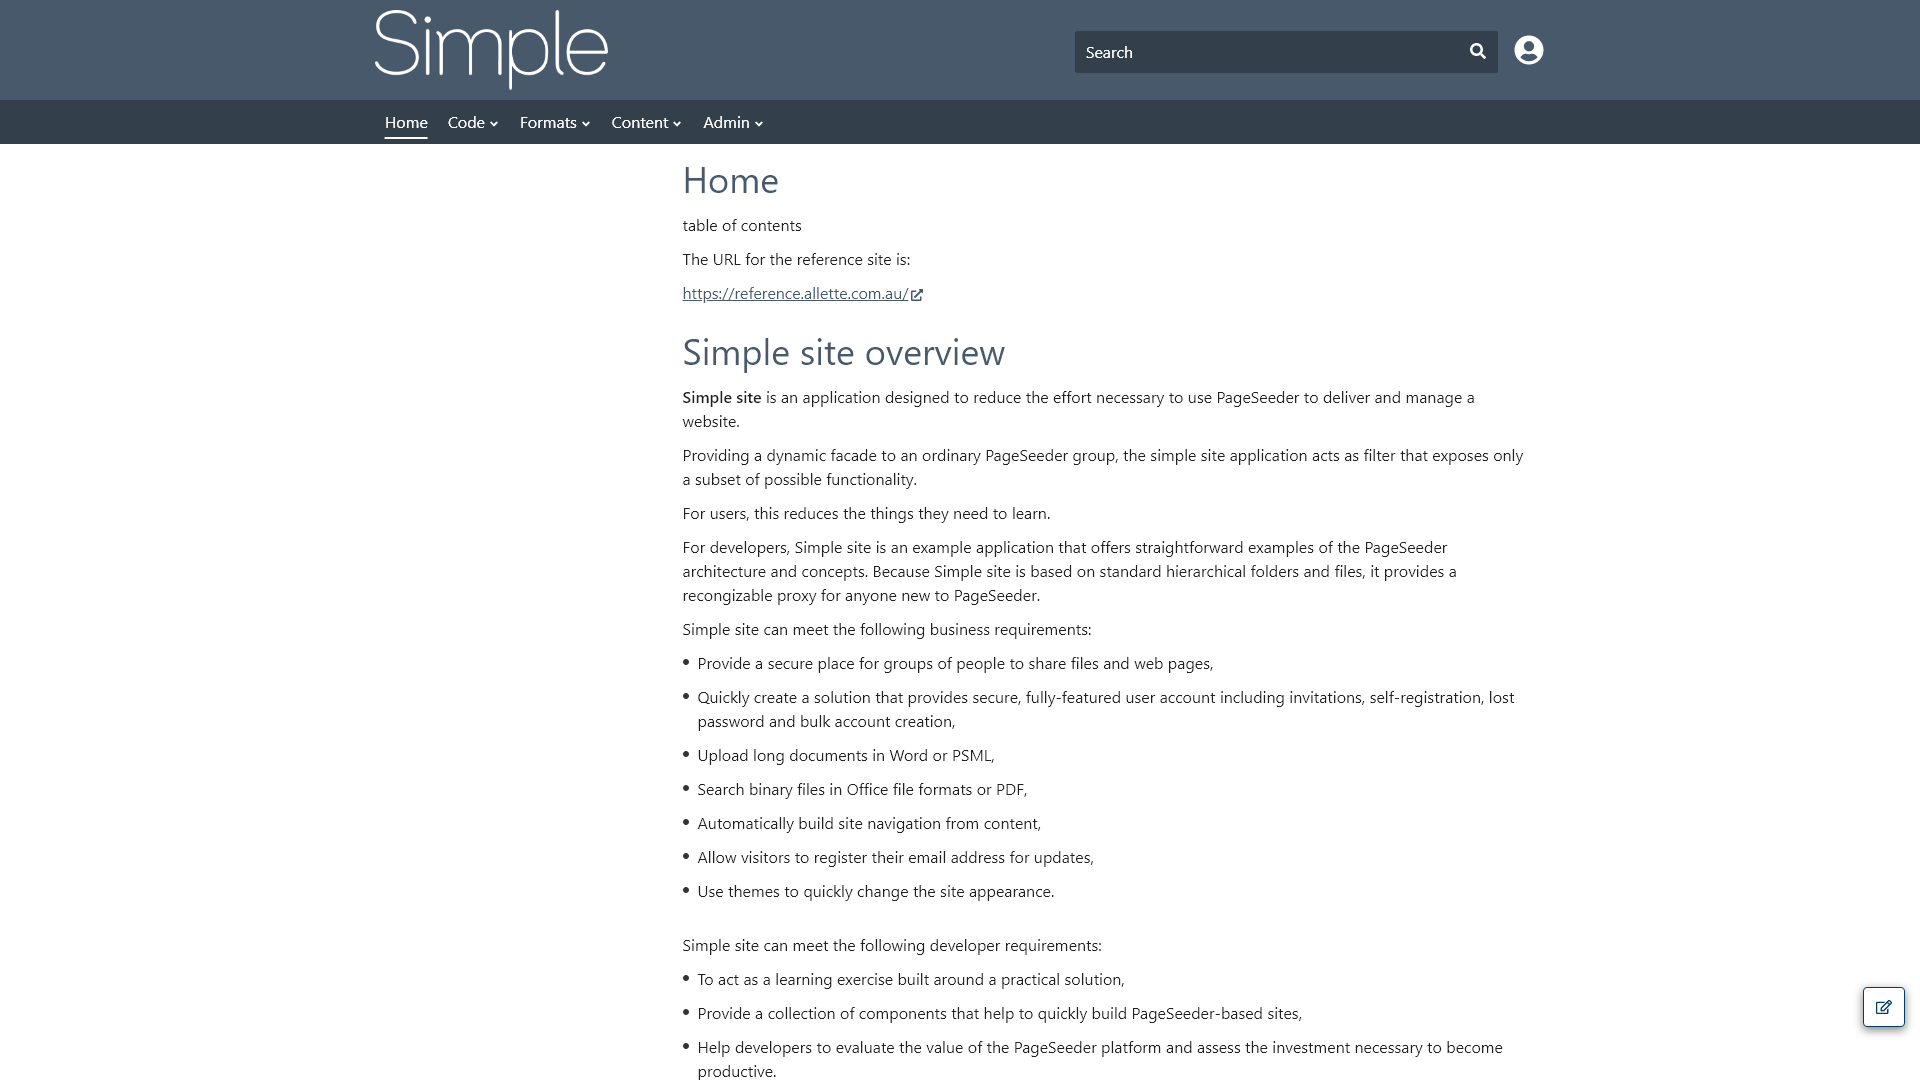 Simple
Search
Home
Code
Formats
Content
Admin
Home
table of contents
The URL for the reference site is:
https://reference.allette.com.au/
Simple site overview
Simple site is an application designed to reduce the effort necessary to use PageSeeder to deliver and manage a
website.
Providing a dynamic facade to an ordinary PageSeeder group, the simple site application acts as filter that exposes only
a subset of possible functionality.
For users, this reduces the things they need to learn.
For developers, Simple site is an example application that offers straightforward examples of the PageSeeder
architecture and concepts. Because Simple site is based on standard hierarchical folders and files, it provides a
recongizable proxy for anyone new to PageSeeder.
Simple site can meet the following business requirements:
• Provide a secure place for groups of people to share files and web pages,
• Quickly create a solution that provides secure, fully-featured user account including invitations, self-registration, lost
password and bulk account creation,
• Upload long documents in Word or PSML,
• Search binary files in Office file formats or PDF,
• Automatically build site navigation from content,
• Allow visitors to register their email address for updates,
• Use themes to quickly change the site appearance.
Simple site can meet the following developer requirements:
• To act as a learning exercise built around a practical solution,
• Provide a collection of components that help to quickly build PageSeeder-based sites,
• Help developers to evaluate the value of the PageSeeder platform and assess the investment necessary to become
productive.